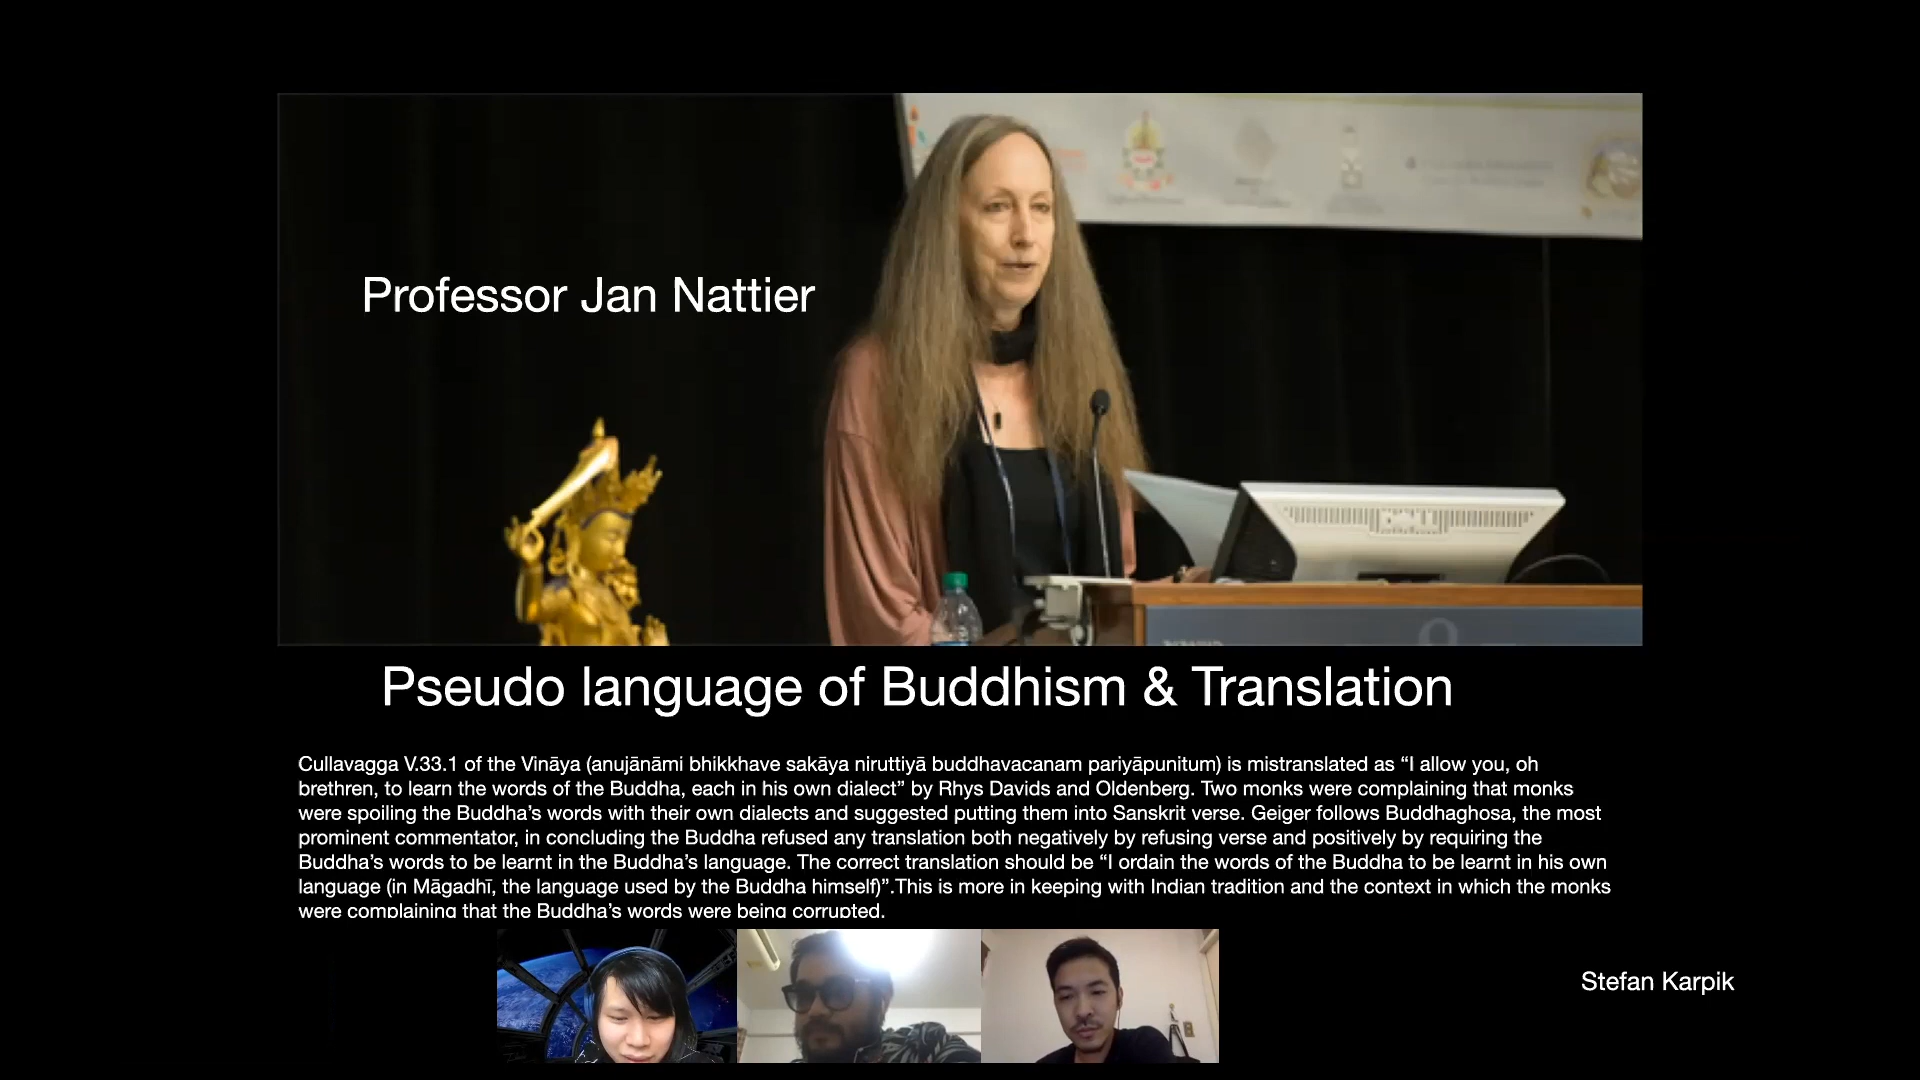 Professor Jan Nattier
Pseudo language of Buddhism & Translation
Cullavagga V.33.1 of the Vināya (anujānāmi bhikkhave sakāya niruttiyā buddhavacanam pariyāpunitum) is mistranslated as “I allow you, oh
brethren, to learn the words of the Buddha, each in his own dialect” by Rhys Davids and Oldenberg. Two monks were complaining that monks
were spoiling the Buddha’s words with their own dialects and suggested putting them into Sanskrit verse. Geiger follows Buddhaghosa, the most
prominent commentator, in concluding the Buddha refused any translation both negatively by refusing verse and positively by requiring the
Buddha’s words to be learnt in the Buddha’s language. The correct translation should be “I ordain the words of the Buddha to be learnt in his own
language (in Māgadhī, the language used by the Buddha himself)”.This is more in keeping with Indian tradition and the context in which the monks
were complaining that the Buddha’s words were being corrupted.
Stefan Karpik